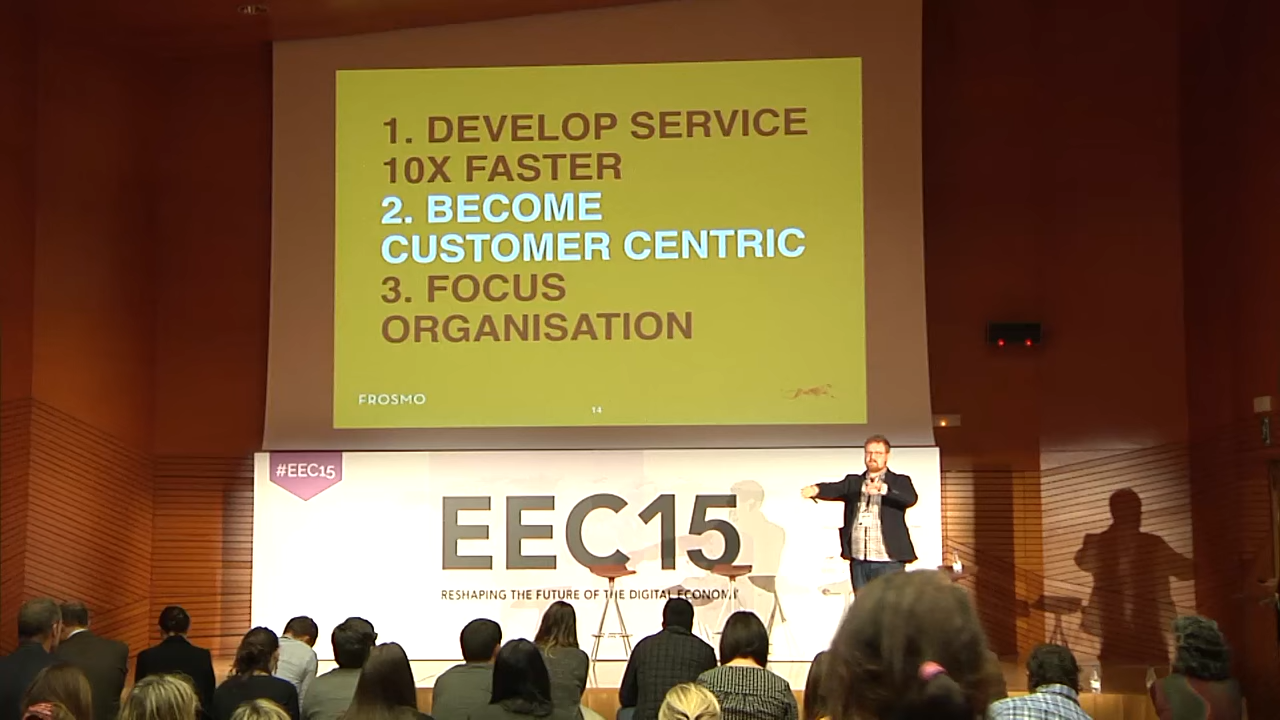 1. DEVELOP SERVICE
10X FASTER
2. BECOME
CUSTOMER CENTRIC
3. FOCUS
ORGANISATION
FROSMO
14
#EEC15
EEC15
RESHAPING THE FUTURE OF THE DIGITAL ECONOMY